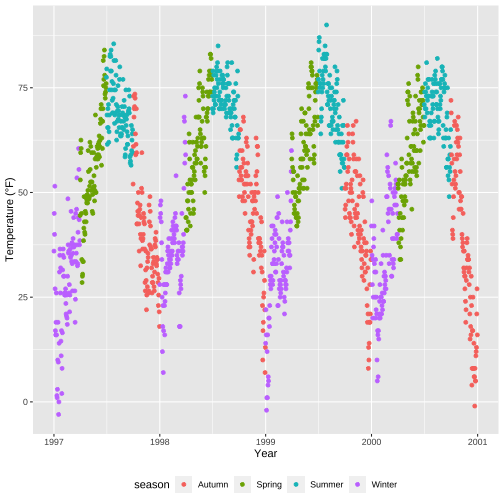 75
50
25
0
Temperature (°F)
1997 1998 1999 2000 2001
Year
season Autumn Spring Summer Winter